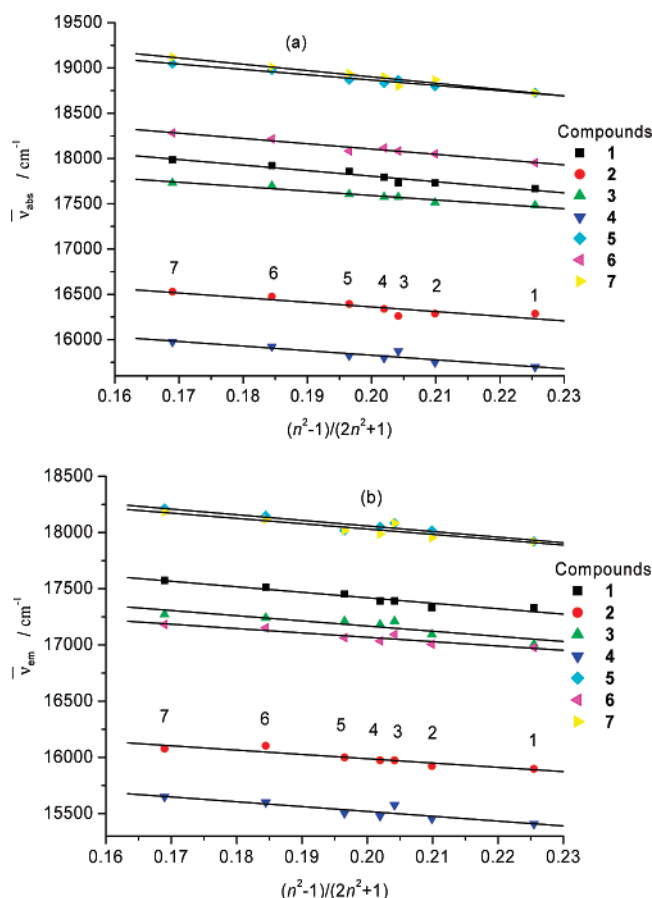 (a)
19500
19000
18500
18000
17500
17000
16500
16000
ν̅abs / cm⁻¹
7 6 5 4 3 2 1
0.16 0.17 0.18 0.19 0.20 0.21 0.22 0.23
(n²-1)/(2n²+1)
Compounds
1
2
3
4
5
6
7
(b)
18500
18000
17500
17000
16500
16000
15500
ν̅em / cm⁻¹
7 6 5 4 3 2 1
0.16 0.17 0.18 0.19 0.20 0.21 0.22 0.23
(n²-1)/(2n²+1)
Compounds
1
2
3
4
5
6
7